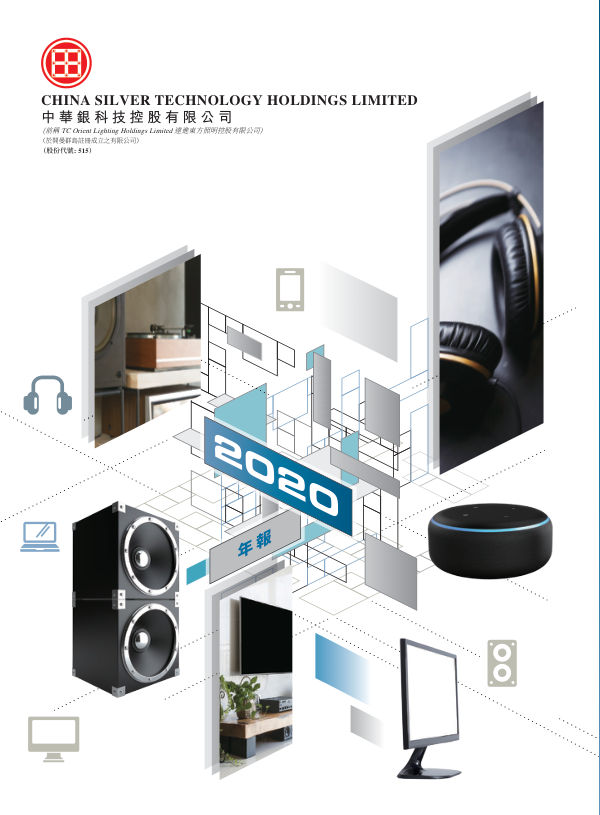 CHINA SILVER TECHNOLOGY HOLDINGS LIMITED
中華銀科技控股有限公司
(前稱 TC Orient Lighting Holdings Limited 達進東方照明控股有限公司)
(於開曼群島註冊成立之有限公司)
(股份代號: 515)
2020
年報